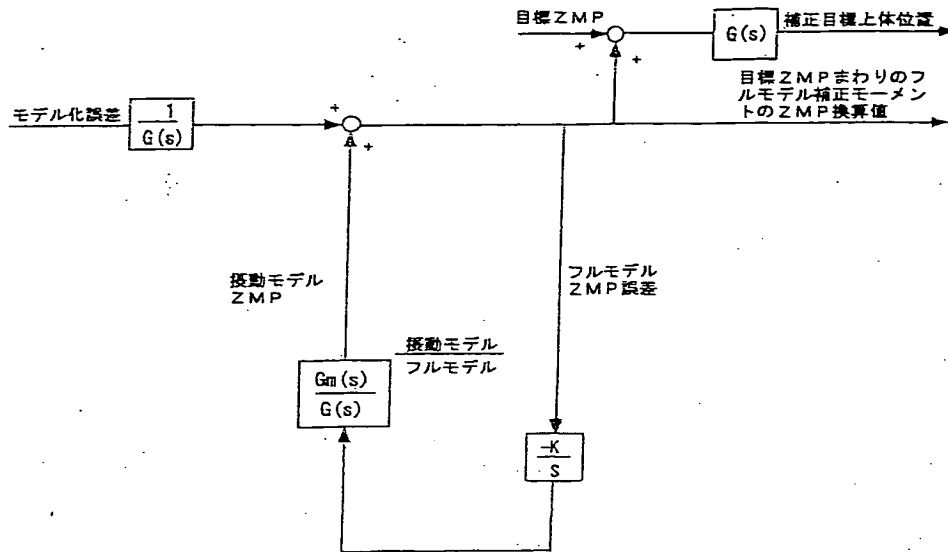 目標ZMP
+
+
G(s)
補正目標上体位置
目標ZMPまわりのフ
ルモデル補正モーメン
トのZMP換算値
モデル化誤差
1
G(s)
+
+
摂動モデル
ZMP
フルモデル
ZMP誤差
摂動モデル
フルモデル
Gm(s)
G(s)
-K
S